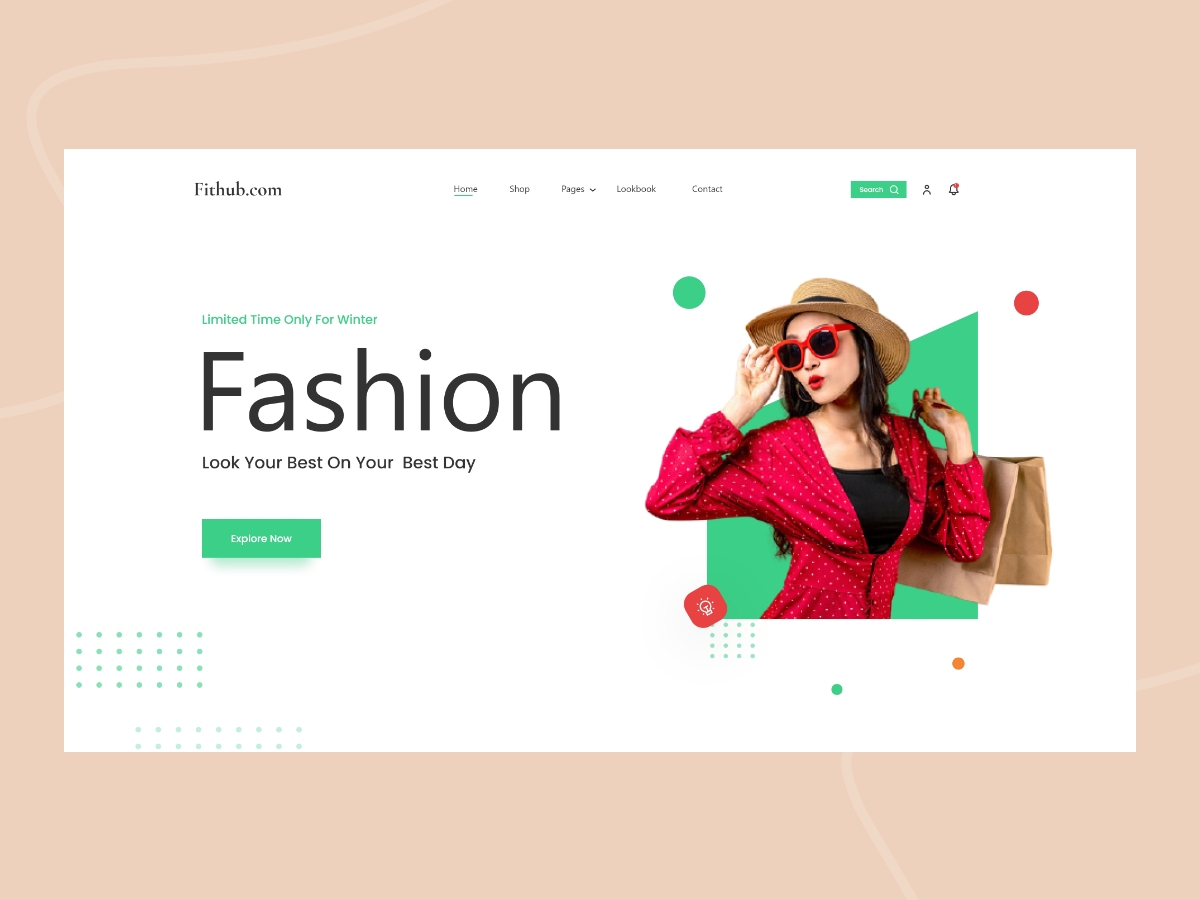 Fithub.com
Home Shop Pages Lookbook Contact
Search
Limited Time Only For Winter
Fashion
Look Your Best On Your Best Day
Explore Now